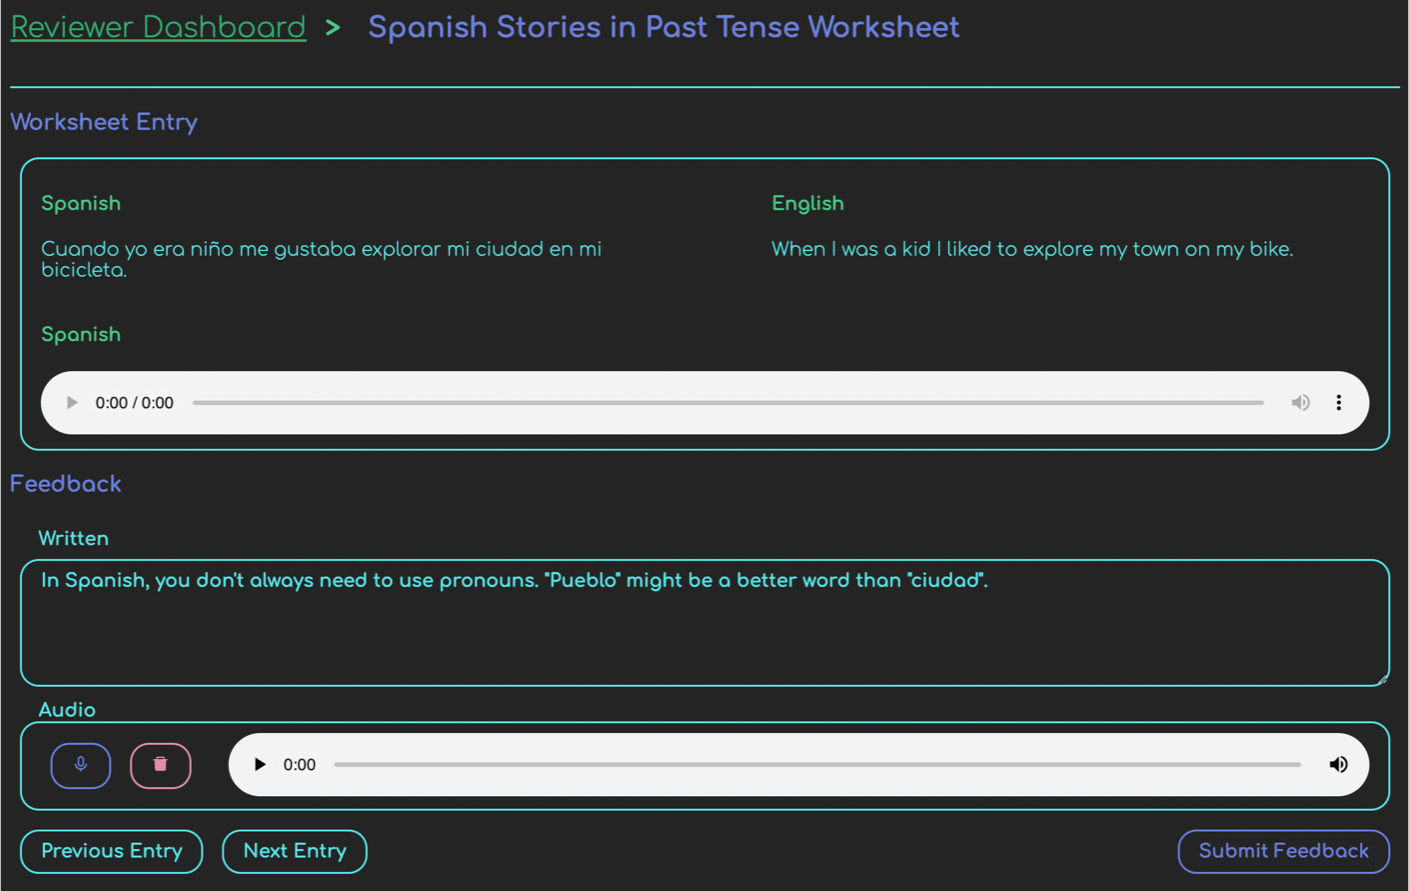 Reviewer Dashboard > Spanish Stories in Past Tense Worksheet
Worksheet Entry
Spanish
Cuando yo era niño me gustaba explorar mi ciudad en mi
bicicleta.
English
When I was a kid I liked to explore my town on my bike.
Spanish
0:00 / 0:00
Feedback
Written
In Spanish, you don't always need to use pronouns. "Pueblo" might be a better word than "ciudad".
Audio
0:00
Previous Entry
Next Entry
Submit Feedback